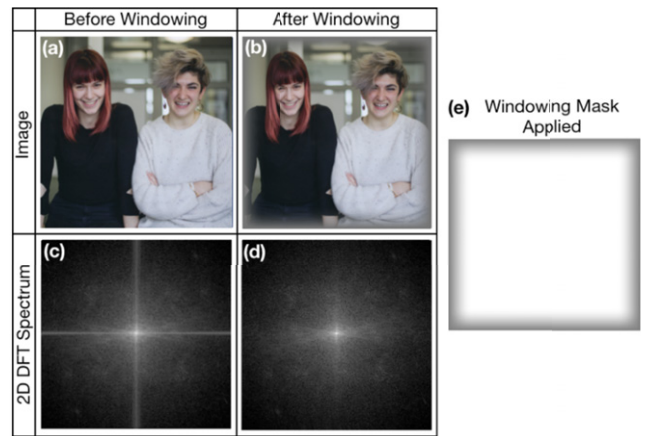 Before Windowing
After Windowing
Image
(a)
(b)
(e) Windowing Mask
Applied
2D DFT Spectrum
(c)
(d)